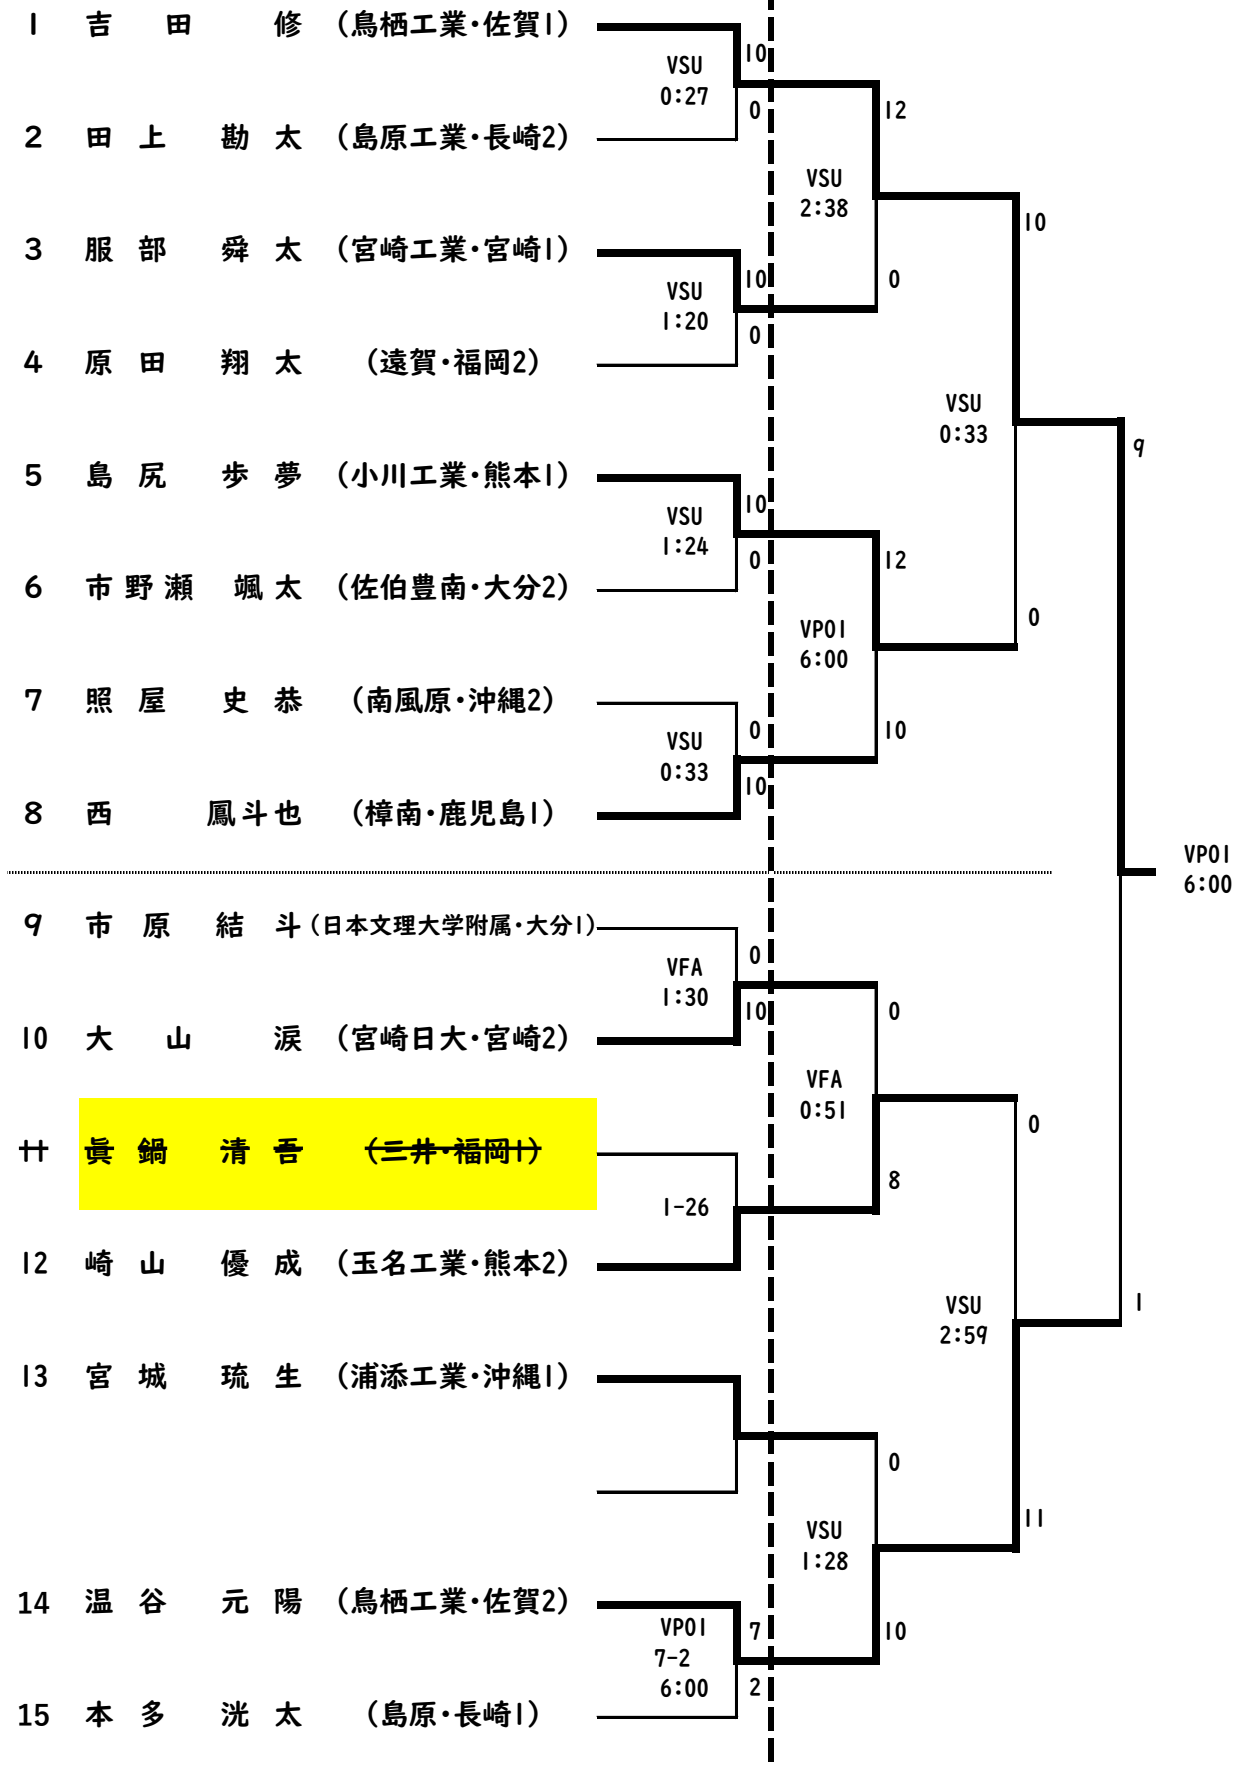 1 吉田 修 (鳥栖工業・佐賀1)
10
VSU
0:27
0
12
2 田上 勘太 (島原工業・長崎2)
VSU
2:38
10
3 服部 舜太 (宮崎工業・宮崎1)
10
0
VSU
1:20
0
4 原田 翔太 (遠賀・福岡2)
VSU
0:33
9
5 島尻 歩夢 (小川工業・熊本1)
10
VSU
1:24
0
12
6 市野瀬 颯太 (佐伯豊南・大分2)
0
VPO1
6:00
7 照屋 史恭 (南風原・沖縄2)
0
10
VSU
0:33
10
8 西 鳳斗也 (樟南・鹿児島1)
VPO1
6:00
9 市原 結斗 (日本文理大学附属・大分1)
0
VFA
1:30
10
0
10 大山 涙 (宮崎日大・宮崎2)
VFA
0:51
0
11 眞鍋 清吾 (三井・福岡1)
8
1-26
12 崎山 優成 (玉名工業・熊本2)
1
VSU
2:59
13 宮城 琉生 (浦添工業・沖縄1)
0
11
VSU
1:28
14 温谷 元陽 (鳥栖工業・佐賀2)
7
10
VPO1
7-2
6:00
2
15 本多 洸太 (島原・長崎1)